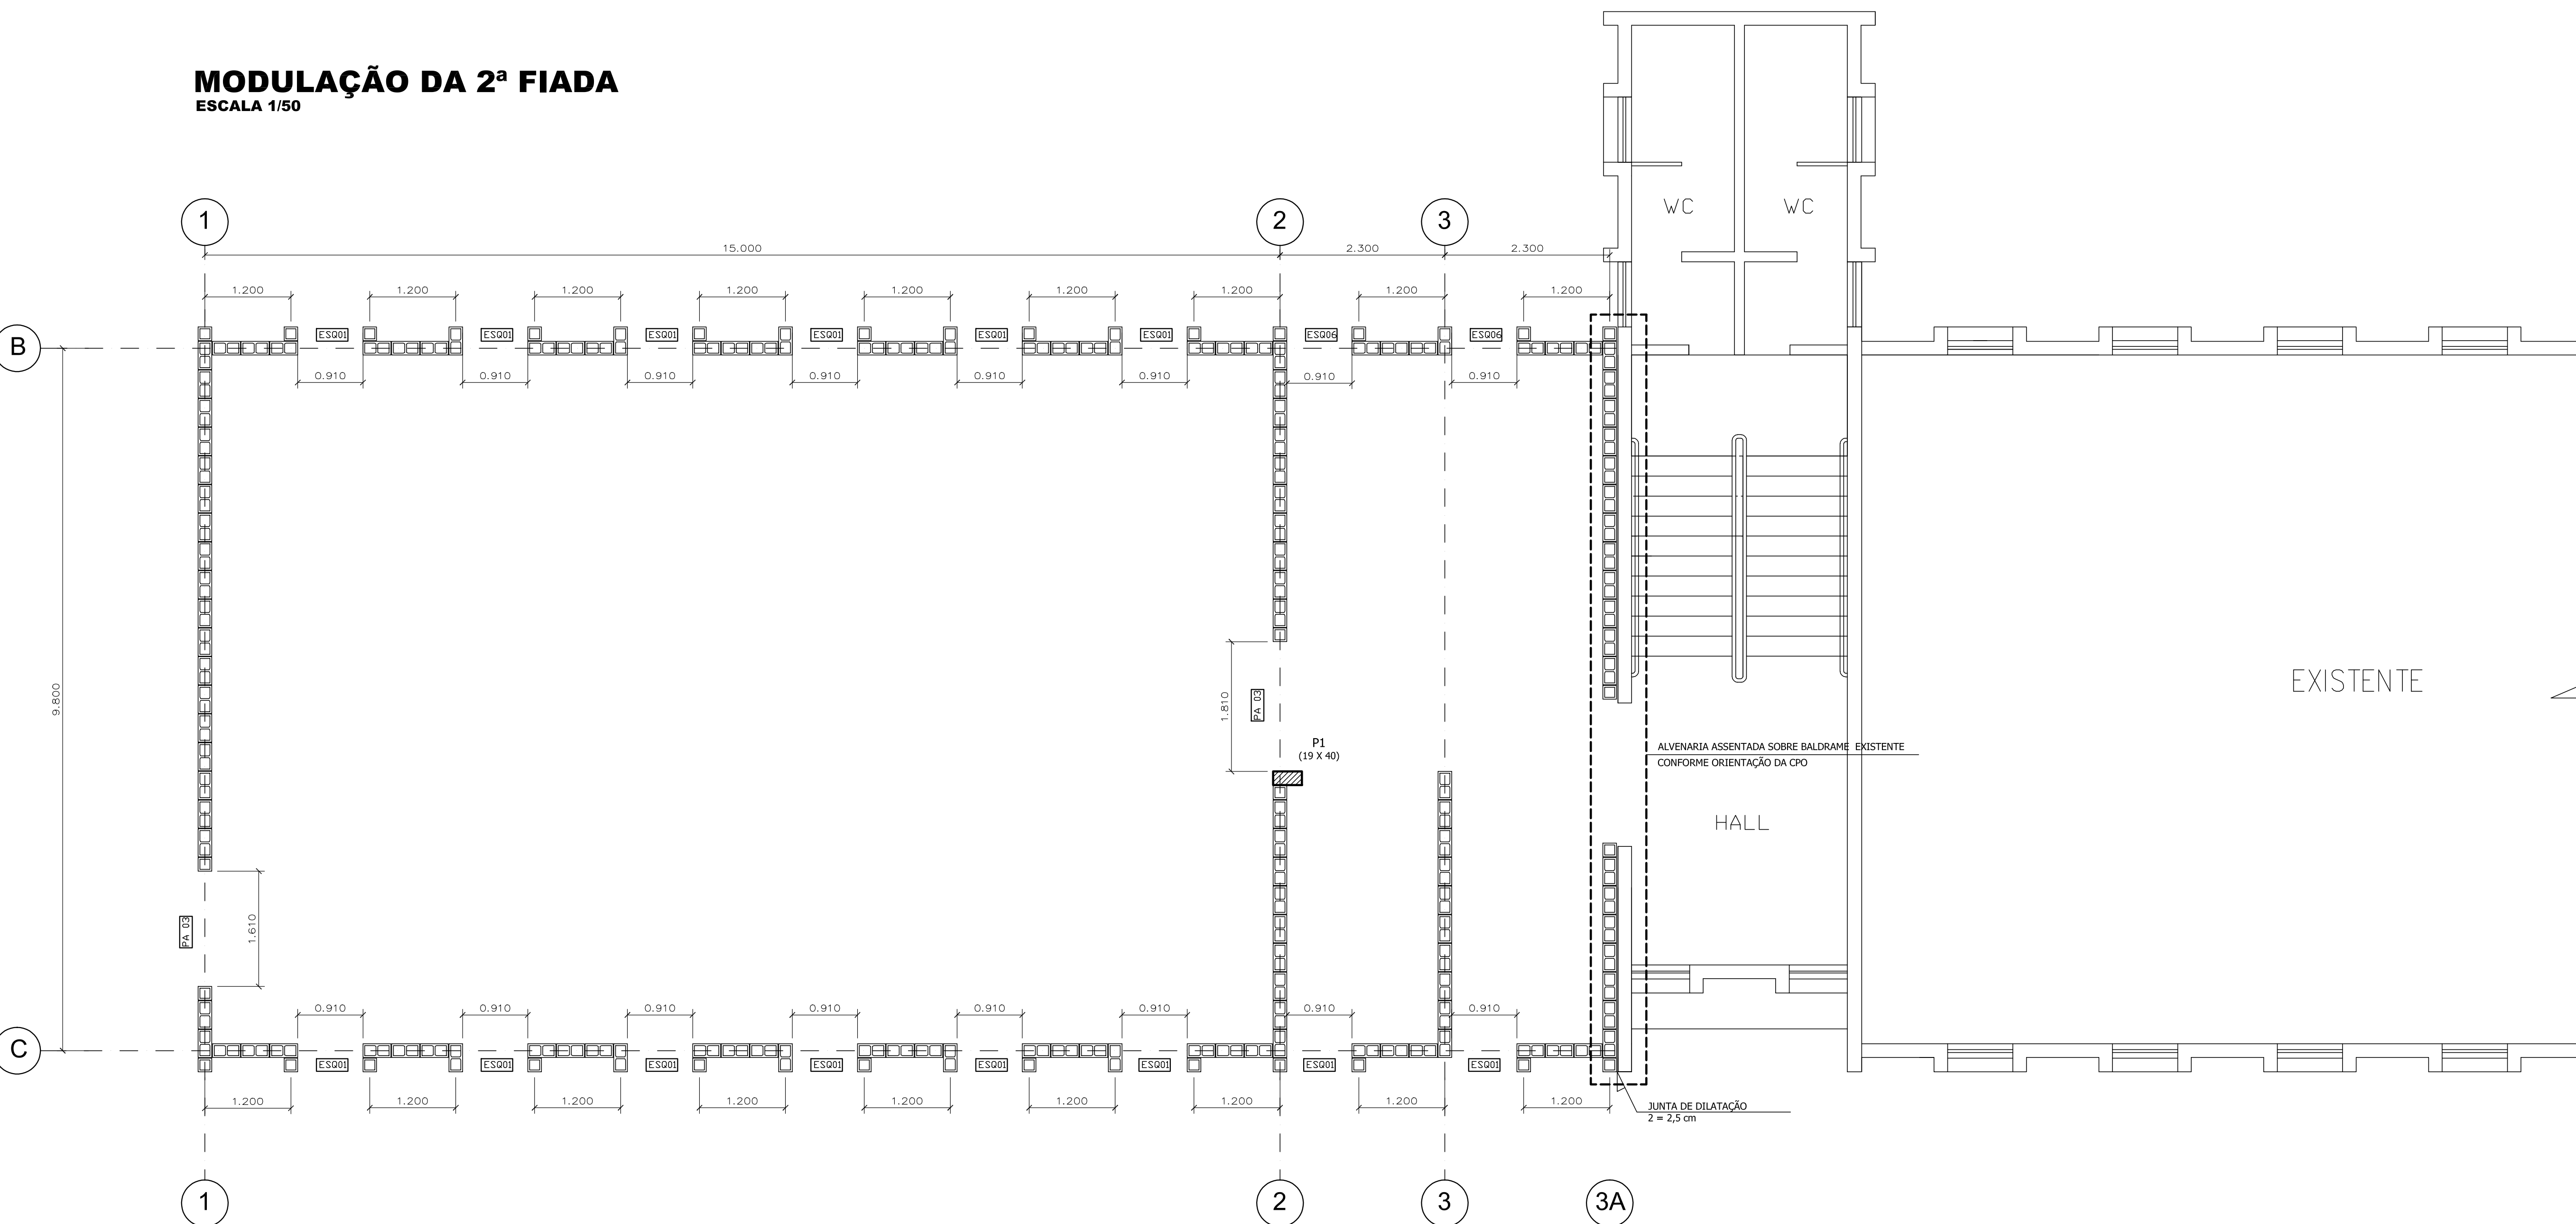 MODULAÇÃO DA 2ª FIADA
ESCALA 1/50
WC WC
1 2 3
15.000 2.300 2.300
1.200 1.200 1.200 1.200 1.200 1.200 1.200 1.200 1.200
B
ESQ01 ESQ01 ESQ01 ESQ01 ESQ01 ESQ01 ESQ06 ESQ06
0.910 0.910 0.910 0.910 0.910 0.910 0.910 0.910
9.800
1.810
PA 03
EXISTENTE
P1
(19 X 40)
ALVENARIA ASSENTADA SOBRE BALDRAME EXISTENTE
CONFORME ORIENTAÇÃO DA CPO
HALL
PA 03
1.610
0.910 0.910 0.910 0.910 0.910 0.910 0.910 0.910
C
ESQ01 ESQ01 ESQ01 ESQ01 ESQ01 ESQ01 ESQ01 ESQ01
1.200 1.200 1.200 1.200 1.200 1.200 1.200 1.200 1.200
JUNTA DE DILATAÇÃO
2 = 2,5 cm
1 2 3 3A